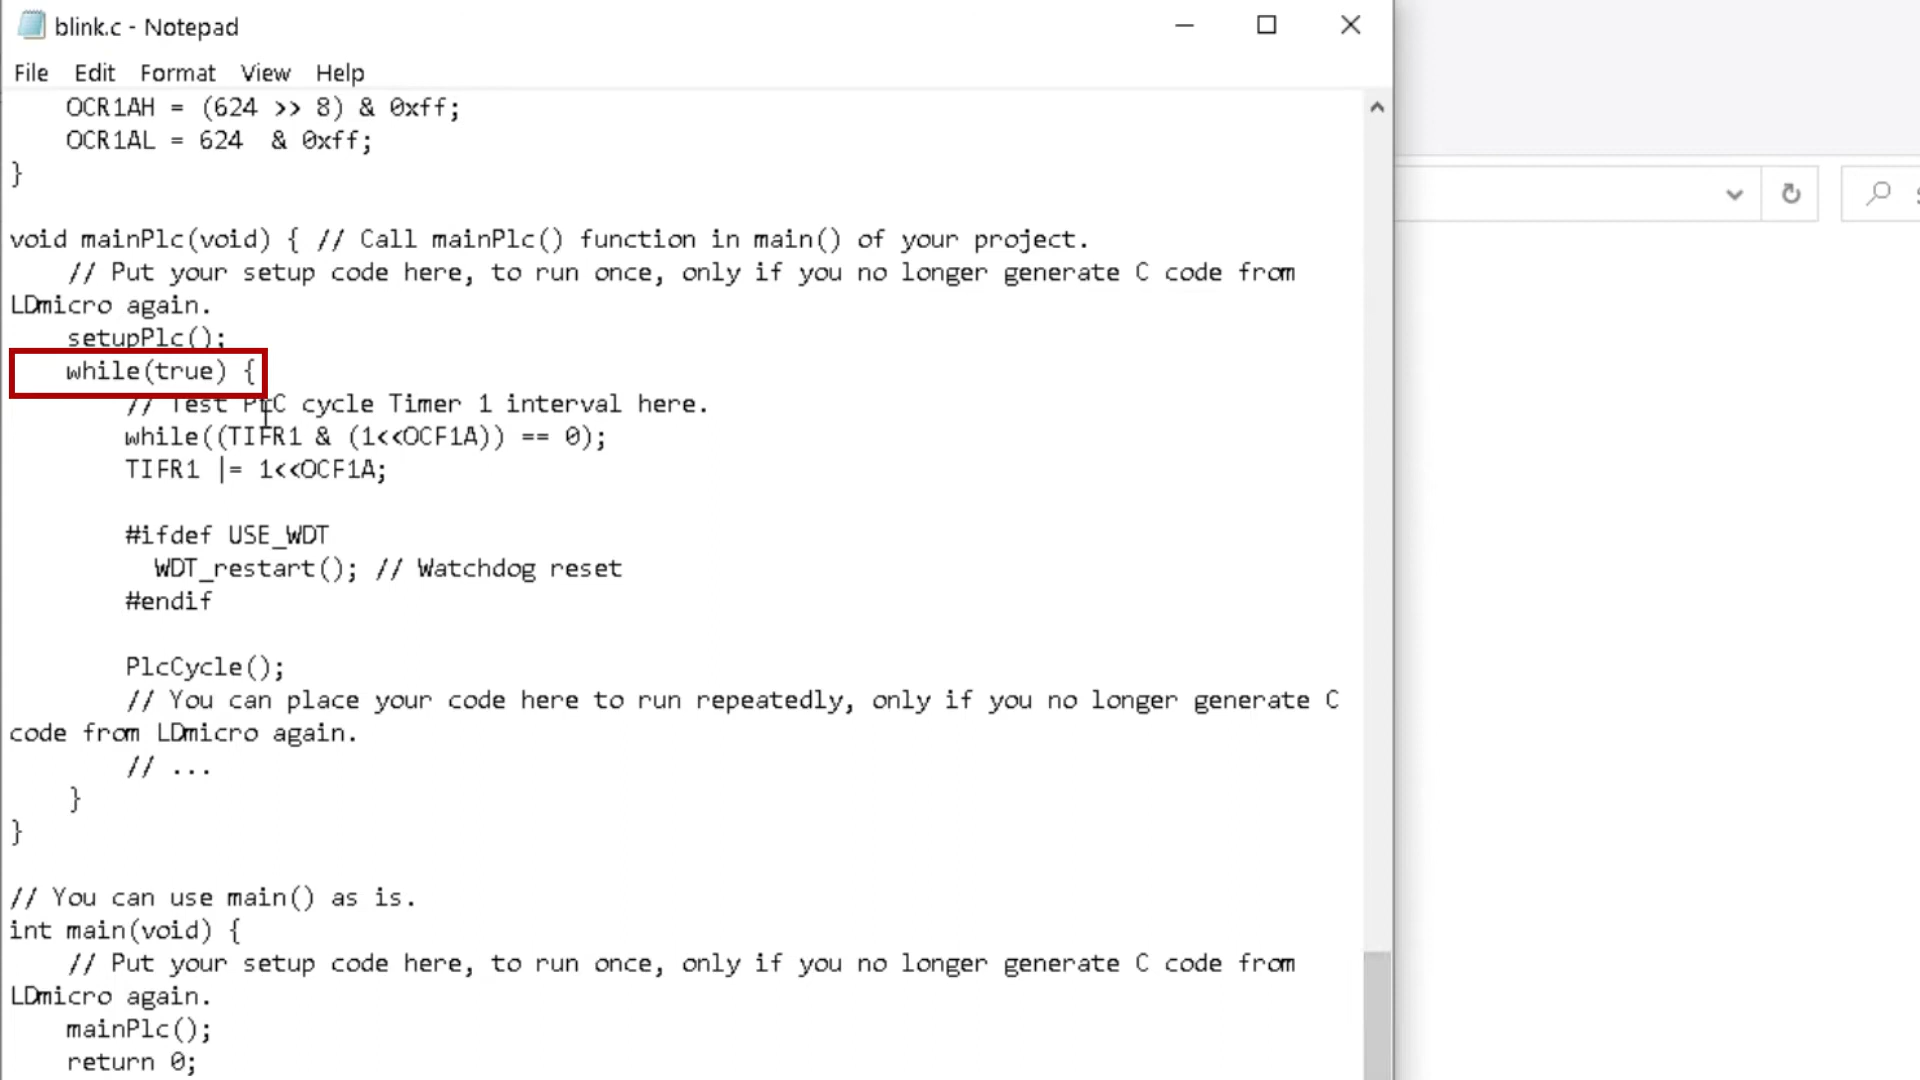 blink.c - Notepad
File Edit Format View Help
OCR1AH = (624 >> 8) & 0xff;
OCR1AL = 624  & 0xff;
}
void mainPlc(void) { // Call mainPlc() function in main() of your project.
// Put your setup code here, to run once, only if you no longer generate C code from
LDmicro again.
setupPlc();
while(true) {
// Test PLC cycle Timer 1 interval here.
while((TIFR1 & (1<<OCF1A)) == 0);
TIFR1 |= 1<<OCF1A;
#ifdef USE_WDT
WDT_restart(); // Watchdog reset
#endif
PlcCycle();
// You can place your code here to run repeatedly, only if you no longer generate C
code from LDmicro again.
// ...
}
}
// You can use main() as is.
int main(void) {
// Put your setup code here, to run once, only if you no longer generate C code from
LDmicro again.
mainPlc();
return 0;